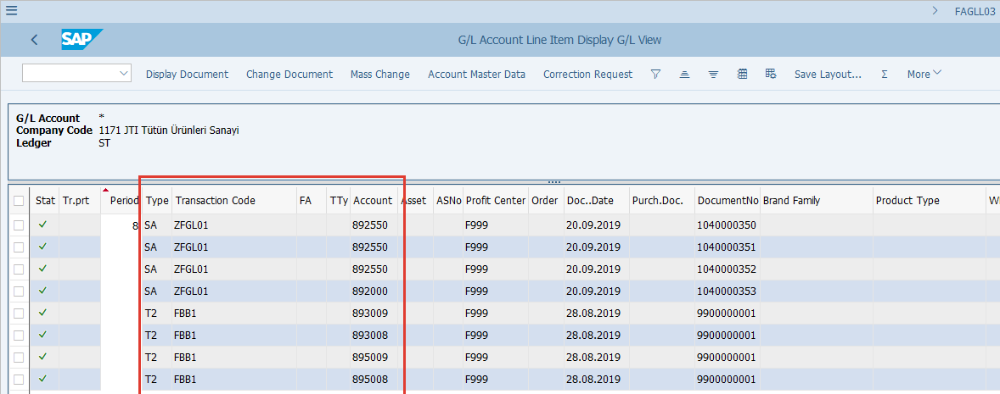 FAGLL03
SAP
G/L Account Line Item Display G/L View
Display Document Change Document Mass Change Account Master Data Correction Request Save Layout... Σ More
G/L Account *
Company Code 1171 JTI Tütün Ürünleri Sanayi
Ledger ST
Stat Tr.prt Period Type Transaction Code FA TTy Account Asset ASNo Profit Center Order Doc..Date Purch.Doc. DocumentNo Brand Family Product Type
8 SA ZFGL01 892550 F999 20.09.2019 1040000350
SA ZFGL01 892550 F999 20.09.2019 1040000351
SA ZFGL01 892550 F999 20.09.2019 1040000352
SA ZFGL01 892000 F999 20.09.2019 1040000353
T2 FBB1 893009 F999 28.08.2019 9900000001
T2 FBB1 893008 F999 28.08.2019 9900000001
T2 FBB1 895009 F999 28.08.2019 9900000001
T2 FBB1 895008 F999 28.08.2019 9900000001